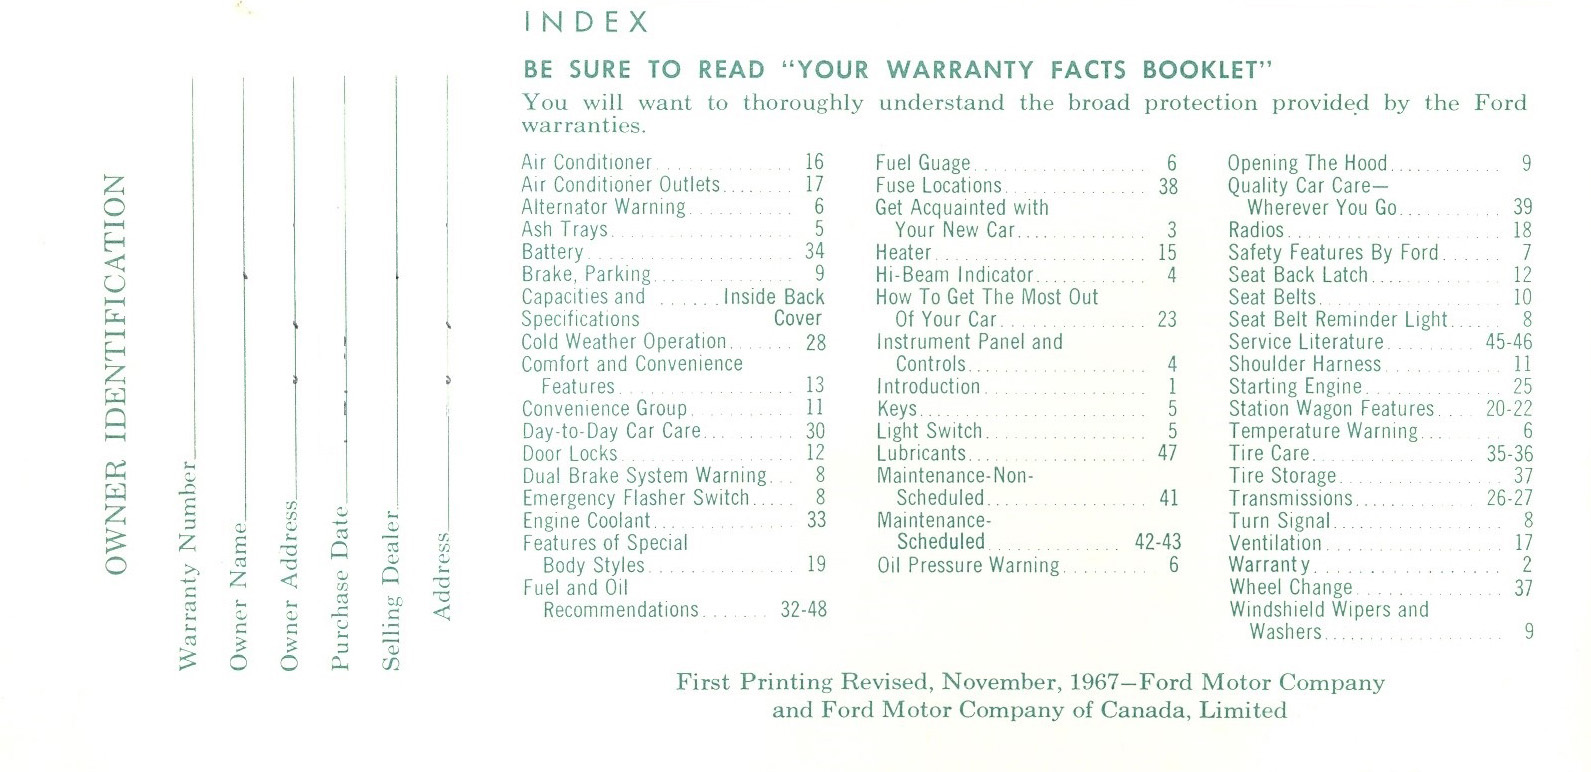 OWNER IDENTIFICATION
Warranty Number
Owner Name
Owner Address
Purchase Date
Selling Dealer
Address
INDEX
BE SURE TO READ "YOUR WARRANTY FACTS BOOKLET"
You will want to thoroughly understand the broad protection provided by the Ford
warranties.
Air Conditioner 16
Air Conditioner Outlets 17
Alternator Warning 6
Ash Trays 5
Battery 34
Brake, Parking 9
Capacities and ...... Inside Back
Specifications Cover
Cold Weather Operation 28
Comfort and Convenience
Features 13
Convenience Group 11
Day-to-Day Car Care 30
Door Locks 12
Dual Brake System Warning 8
Emergency Flasher Switch 8
Engine Coolant 33
Features of Special
Body Styles 19
Fuel and Oil
Recommendations 32-48
Fuel Guage 6
Fuse Locations 38
Get Acquainted with
Your New Car 3
Heater 15
Hi-Beam Indicator 4
How To Get The Most Out
Of Your Car 23
Instrument Panel and
Controls 4
Introduction 1
Keys 5
Light Switch 5
Lubricants 47
Maintenance-Non-
Scheduled 41
Maintenance-
Scheduled 42-43
Oil Pressure Warning 6
Opening The Hood 9
Quality Car Care—
Wherever You Go 39
Radios 18
Safety Features By Ford 7
Seat Back Latch 12
Seat Belts 10
Seat Belt Reminder Light 8
Service Literature 45-46
Shoulder Harness 11
Starting Engine 25
Station Wagon Features 20-22
Temperature Warning 6
Tire Care 35-36
Tire Storage 37
Transmissions 26-27
Turn Signal 8
Ventilation 17
Warranty 2
Wheel Change 37
Windshield Wipers and
Washers 9
First Printing Revised, November, 1967—Ford Motor Company
and Ford Motor Company of Canada, Limited